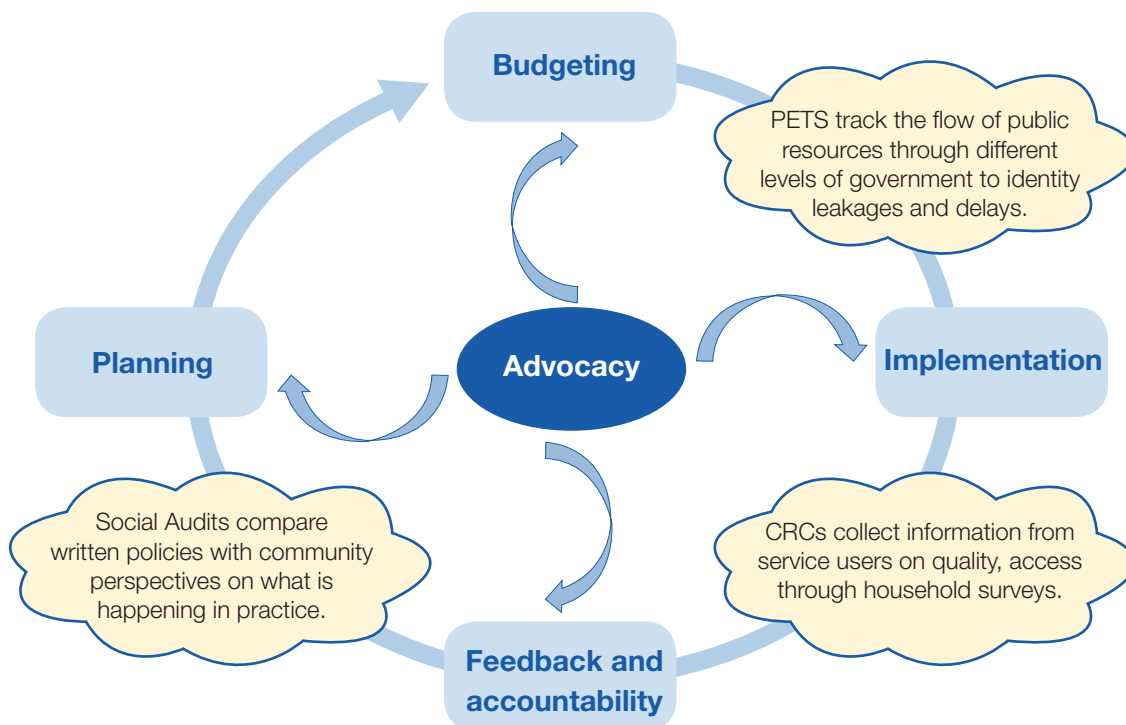 Budgeting
PETS track the flow of public
resources through different
levels of government to identity
leakages and delays.
Planning
Advocacy
Implementation
Social Audits compare
written policies with community
perspectives on what is
happening in practice.
CRCs collect information from
service users on quality, access
through household surveys.
Feedback and
accountability